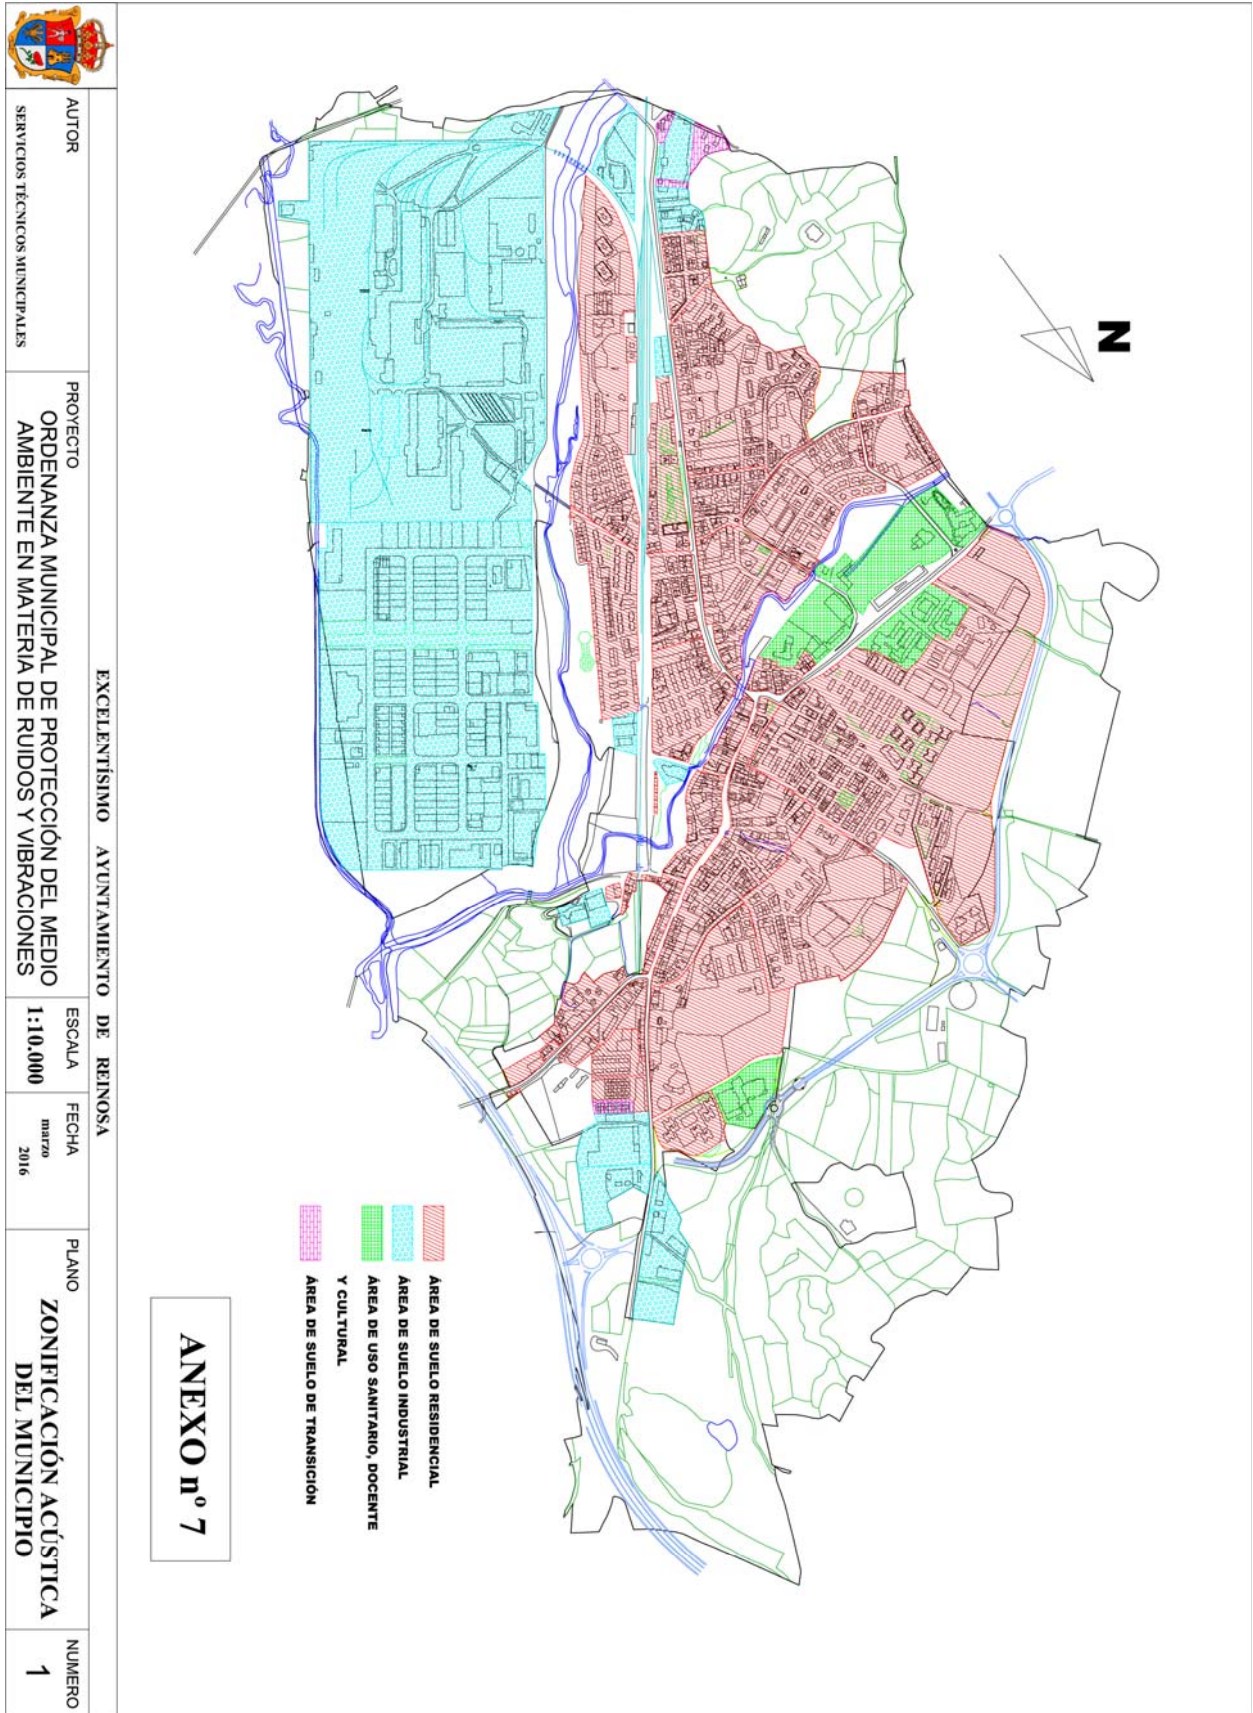 N
ÁREA DE SUELO RESIDENCIAL
ÁREA DE SUELO INDUSTRIAL
ÁREA DE USO SANITARIO, DOCENTE
Y CULTURAL
ÁREA DE SUELO DE TRANSICIÓN
ANEXO nº 7
EXCELENTÍSIMO AYUNTAMIENTO DE REINOSA
AUTOR
SERVICIOS TÉCNICOS MUNICIPALES
PROYECTO
ORDENANZA MUNICIPAL DE PROTECCIÓN DEL MEDIO
AMBIENTE EN MATERIA DE RUIDOS Y VIBRACIONES
ESCALA
1:10.000
FECHA
marzo
2016
PLANO
ZONIFICACIÓN ACÚSTICA
DEL MUNICIPIO
NUMERO
1